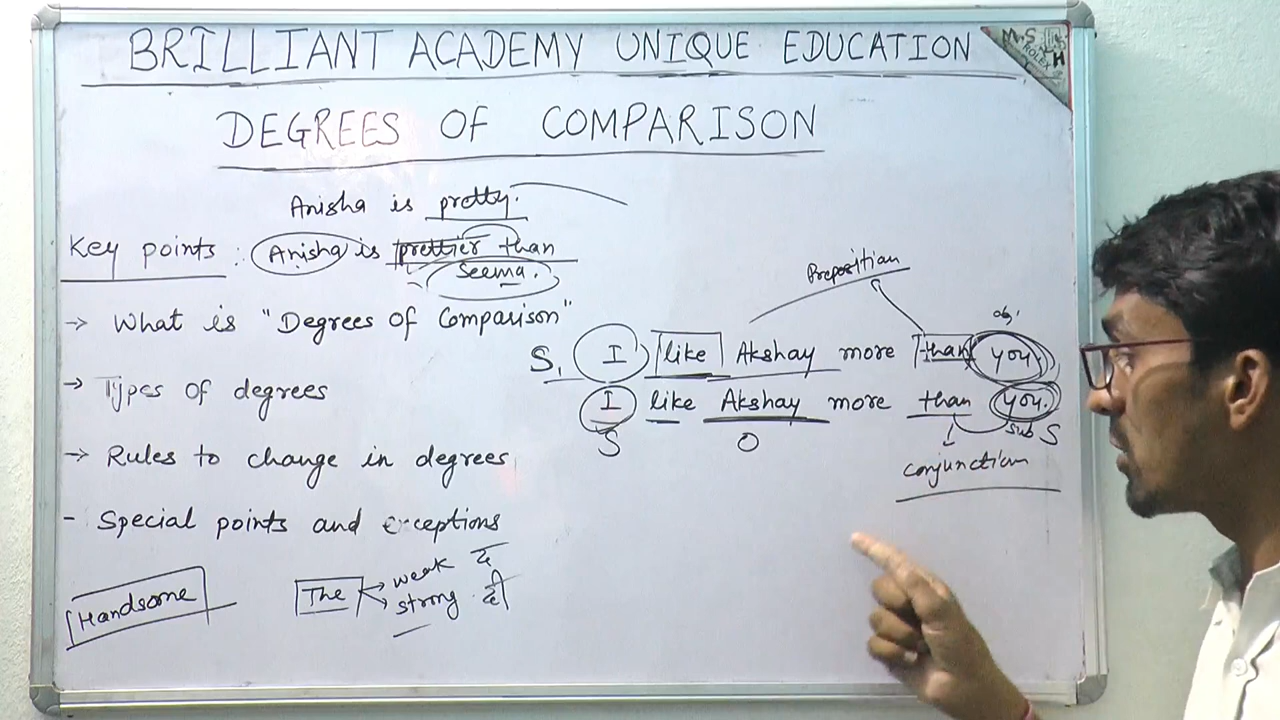 BRILLIANT ACADEMY UNIQUE EDUCATION
DEGREES OF COMPARISON
Anisha is pretty.
Key points : Anisha is prettier than
Seema.
→ What is "Degrees of Comparison"
→ Types of degrees
→ Rules to change in degrees
- Special points and exceptions
Handsome
The
weak द
strong दी
Preposition
obj.
S, I like Akshay more than you.
I like Akshay more than you.
S O sub S
conjunction